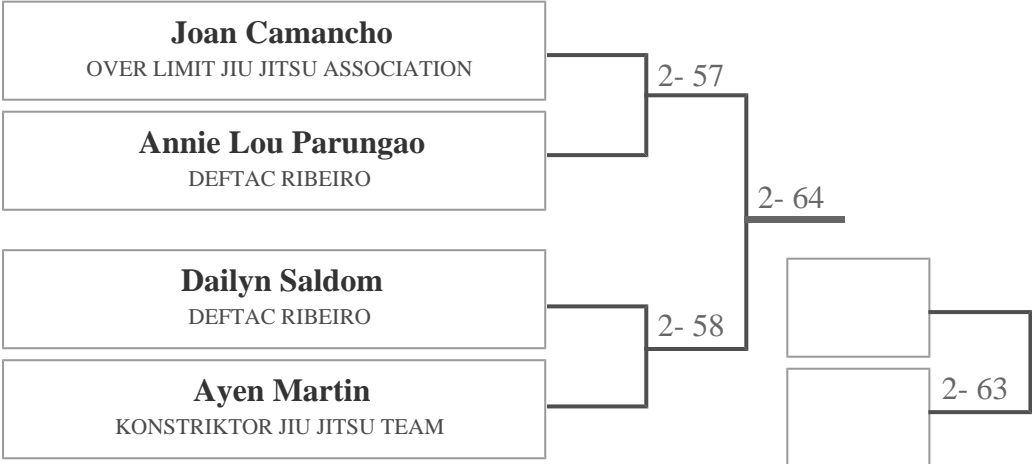 Joan Camancho
OVER LIMIT JIU JITSU ASSOCIATION
2- 57
Annie Lou Parungao
DEFTAC RIBEIRO
2- 64
Dailyn Saldom
DEFTAC RIBEIRO
2- 58
Ayen Martin
KONSTRIKTOR JIU JITSU TEAM
2- 63